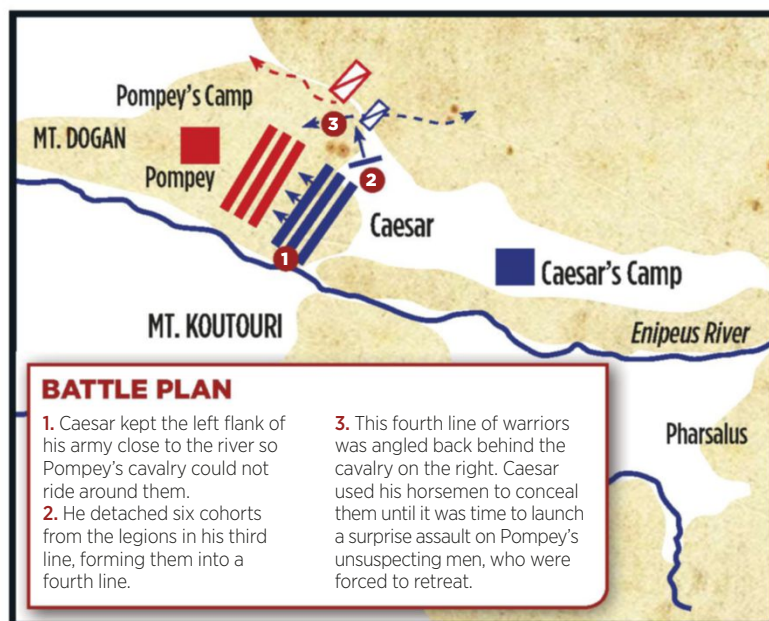 Pompey's Camp
MT. DOGAN
Pompey
3
2
Caesar
1
Caesar's Camp
MT. KOUTOURI
Enipeus River
Pharsalus
BATTLE PLAN
1. Caesar kept the left flank of
his army close to the river so
Pompey's cavalry could not
ride around them.
2. He detached six cohorts
from the legions in his third
line, forming them into a
fourth line.
3. This fourth line of warriors
was angled back behind the
cavalry on the right. Caesar
used his horsemen to conceal
them until it was time to launch
a surprise assault on Pompey's
unsuspecting men, who were
forced to retreat.